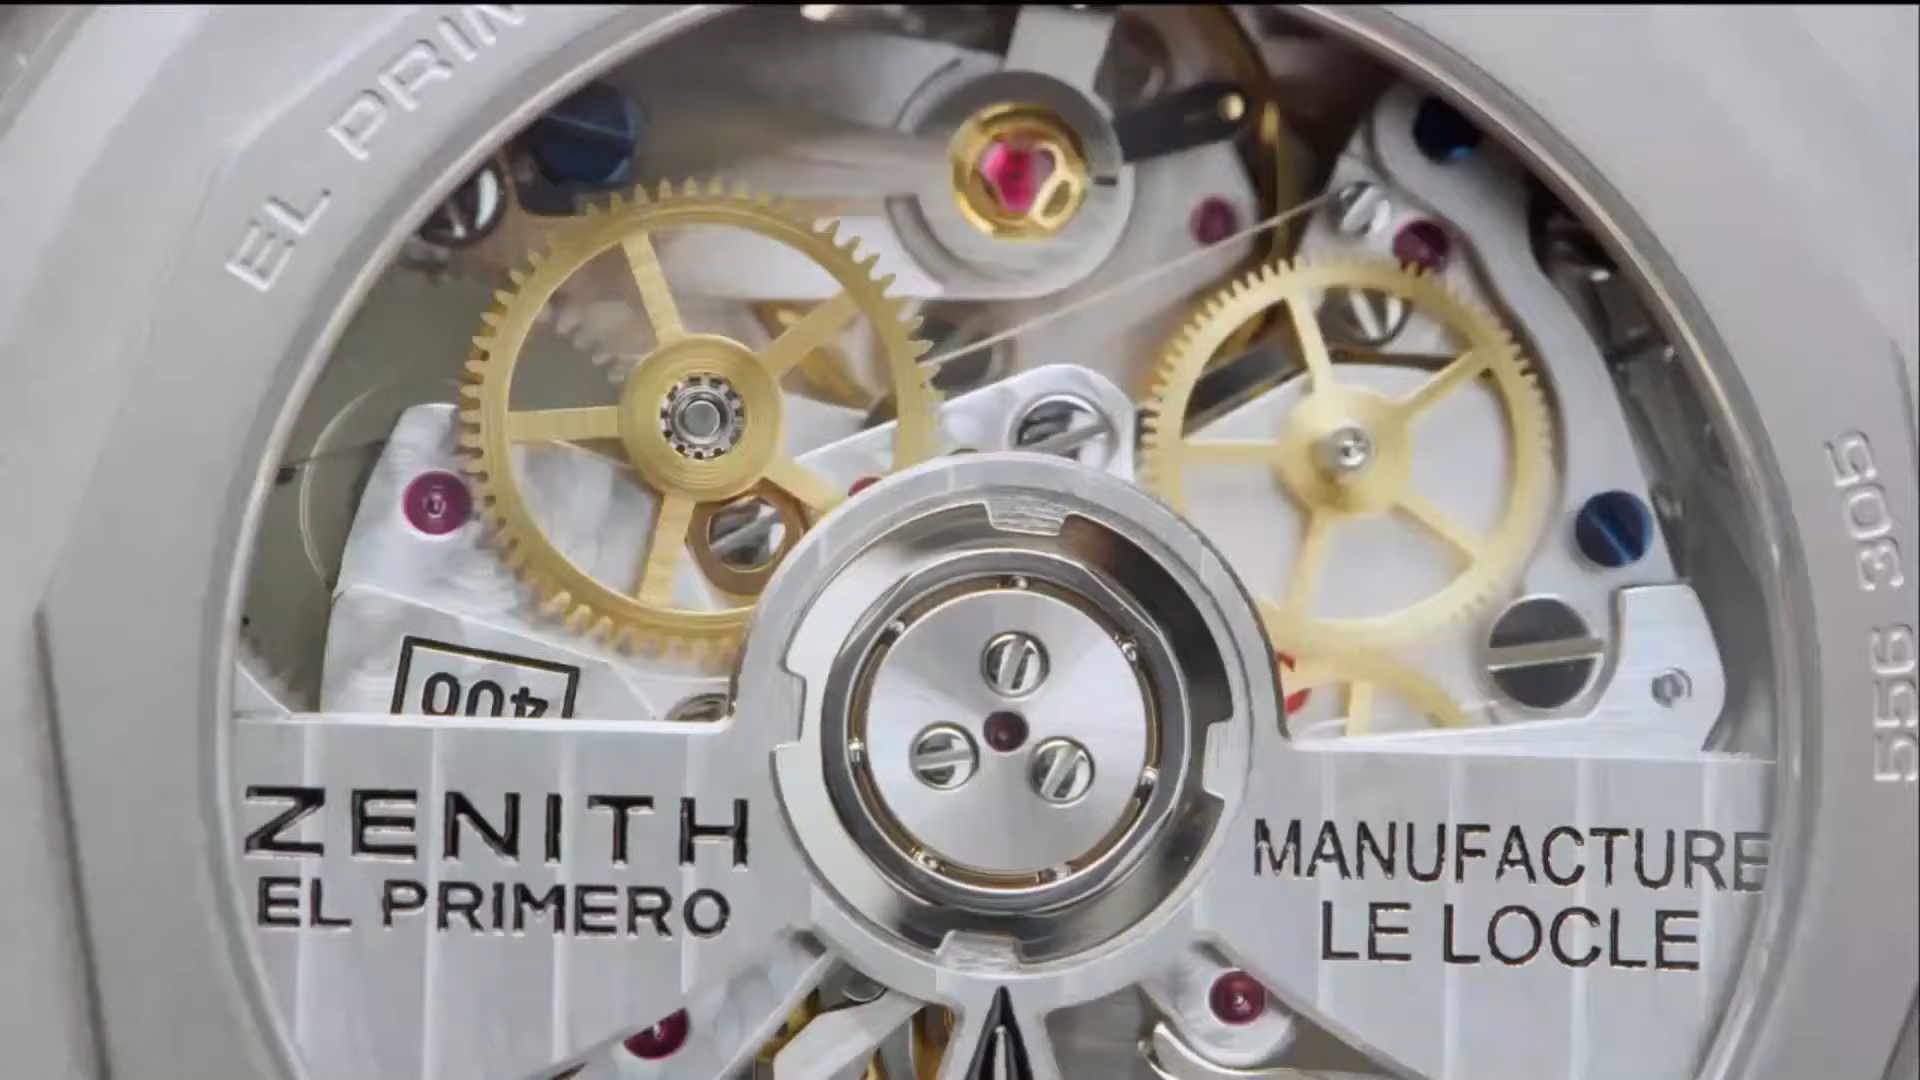 EL PRIM
400
ZENITH
EL PRIMERO
MANUFACTURE
LE LOCLE
556 305